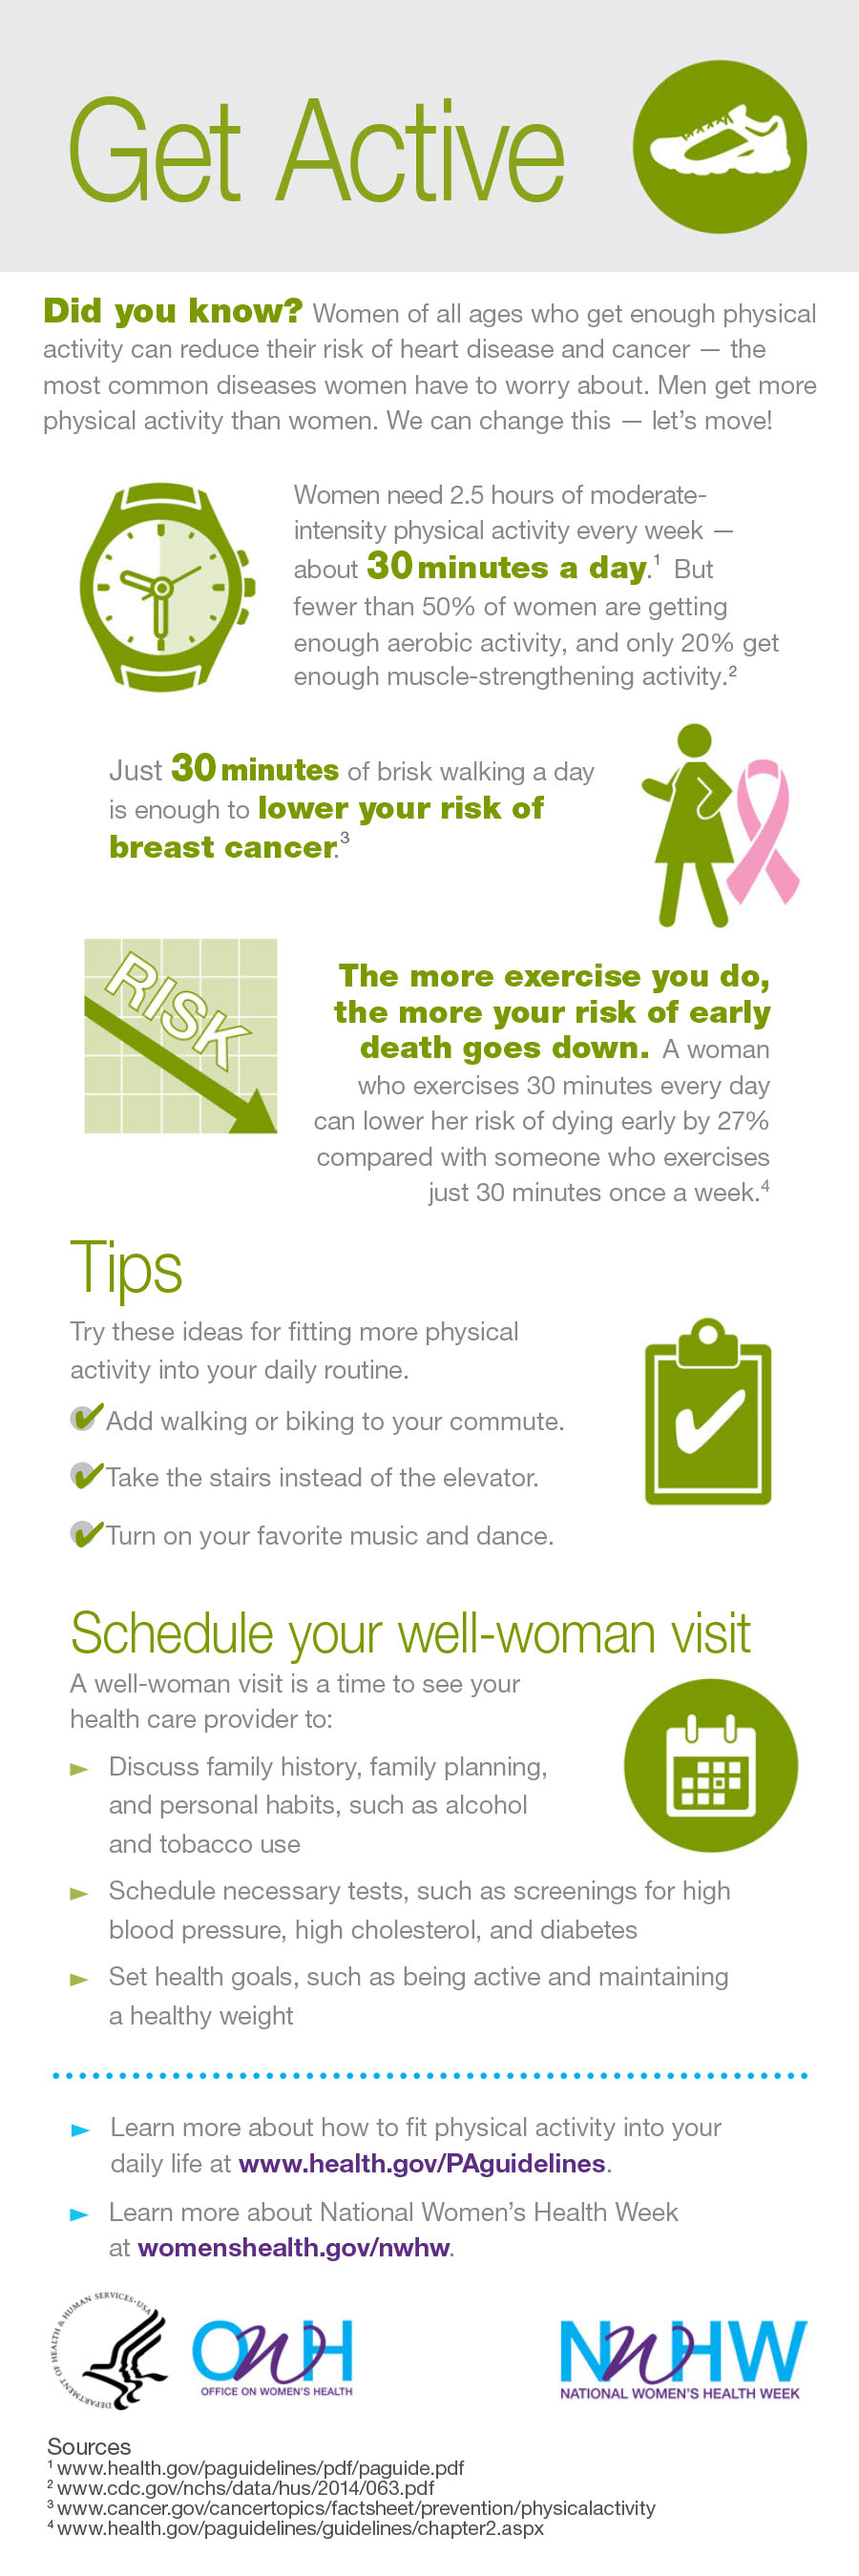 Get Active
Did you know? Women of all ages who get enough physical
activity can reduce their risk of heart disease and cancer — the
most common diseases women have to worry about. Men get more
physical activity than women. We can change this — let’s move!
Women need 2.5 hours of moderate-
intensity physical activity every week —
about 30 minutes a day.¹ But
fewer than 50% of women are getting
enough aerobic activity, and only 20% get
enough muscle-strengthening activity.²
Just 30 minutes of brisk walking a day
is enough to lower your risk of
breast cancer.³
RISK
The more exercise you do,
the more your risk of early
death goes down. A woman
who exercises 30 minutes every day
can lower her risk of dying early by 27%
compared with someone who exercises
just 30 minutes once a week.⁴
Tips
Try these ideas for fitting more physical
activity into your daily routine.
✔Add walking or biking to your commute.
✔Take the stairs instead of the elevator.
✔Turn on your favorite music and dance.
Schedule your well-woman visit
A well-woman visit is a time to see your
health care provider to:
► Discuss family history, family planning,
and personal habits, such as alcohol
and tobacco use
► Schedule necessary tests, such as screenings for high
blood pressure, high cholesterol, and diabetes
► Set health goals, such as being active and maintaining
a healthy weight
► Learn more about how to fit physical activity into your
daily life at www.health.gov/PAguidelines.
► Learn more about National Women’s Health Week
at womenshealth.gov/nwhw.
DEPARTMENT OF HEALTH & HUMAN SERVICES•USA
OWH
OFFICE ON WOMEN’S HEALTH
NWHW
NATIONAL WOMEN’S HEALTH WEEK
Sources
¹ www.health.gov/paguidelines/pdf/paguide.pdf
² www.cdc.gov/nchs/data/hus/2014/063.pdf
³ www.cancer.gov/cancertopics/factsheet/prevention/physicalactivity
⁴ www.health.gov/paguidelines/guidelines/chapter2.aspx